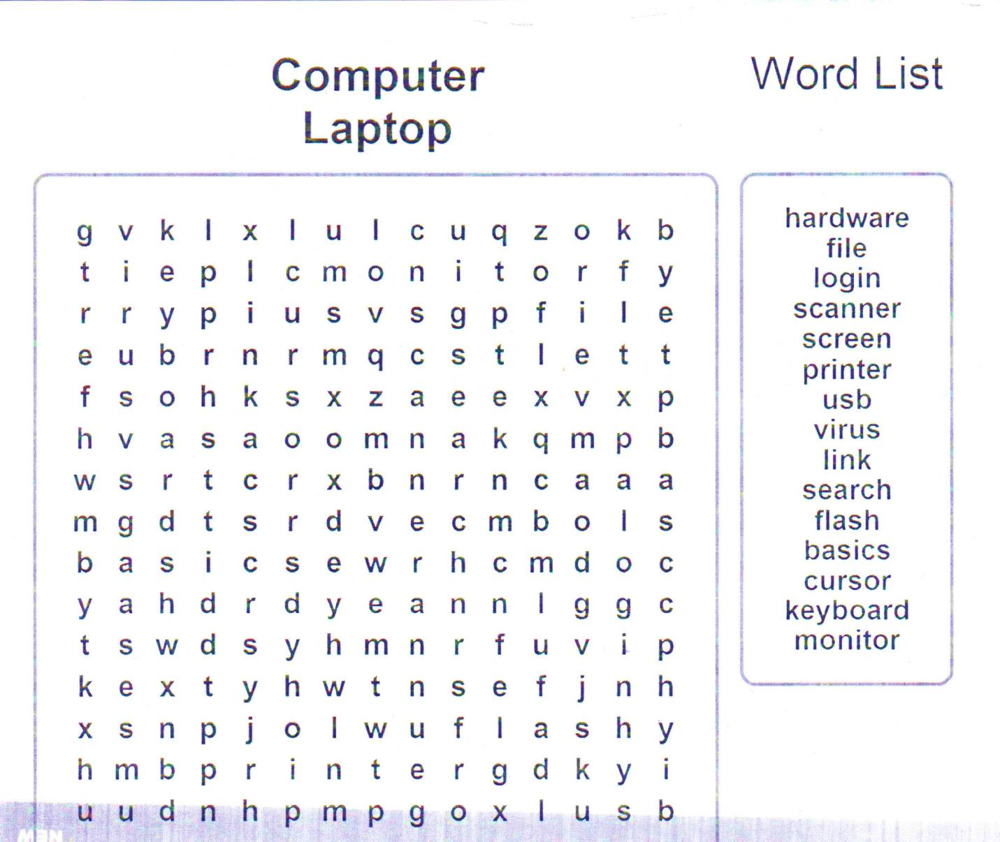 Computer
Laptop
Word List
g v k l x l u l c u q z o k b
t i e p l c m o n i t o r f y
r r y p i u s v s g p f i l e
e u b r n r m q c s t l e t t
f s o h k s x z a e e x v x p
h v a s a o o m n a k q m p b
w s r t c r x b n r n c a a a
m g d t s r d v e c m b o l s
b a s i c s e w r h c m d o c
y a h d r d y e a n n l g g c
t s w d s y h m n r f u v i p
k e x t y h w t n s e f j n h
x s n p j o l w u f l a s h y
h m b p r i n t e r g d k y i
u u d n h p m p g o x l u s b
hardware
file
login
scanner
screen
printer
usb
virus
link
search
flash
basics
cursor
keyboard
monitor